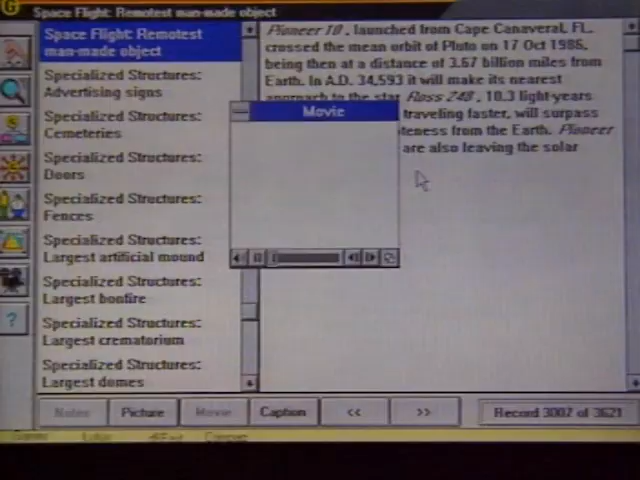 G
Space Flight: Remotest man-made object
Space Flight: Remotest
man-made object
Specialized Structures:
Advertising signs
Specialized Structures:
Cemeteries
Specialized Structures:
Doors
Specialized Structures:
Fences
Specialized Structures:
Largest artificial mound
Specialized Structures:
Largest bonfire
Specialized Structures:
Largest crematorium
Specialized Structures:
Largest domes
Pioneer 10, launched from Cape Canaveral, FL,
crossed the mean orbit of Pluto on 17 Oct 1986,
being then at a distance of 3.67 billion miles from
Earth. In A.D. 34,593 it will make its nearest
approach to the star Ross 248, 10.3 light-years
traveling faster, will surpass
teness from the Earth. Pioneer
are also leaving the solar
Movie
?
Notes
Picture
Movie
Caption
<<
>>
Record 3002 of 3621